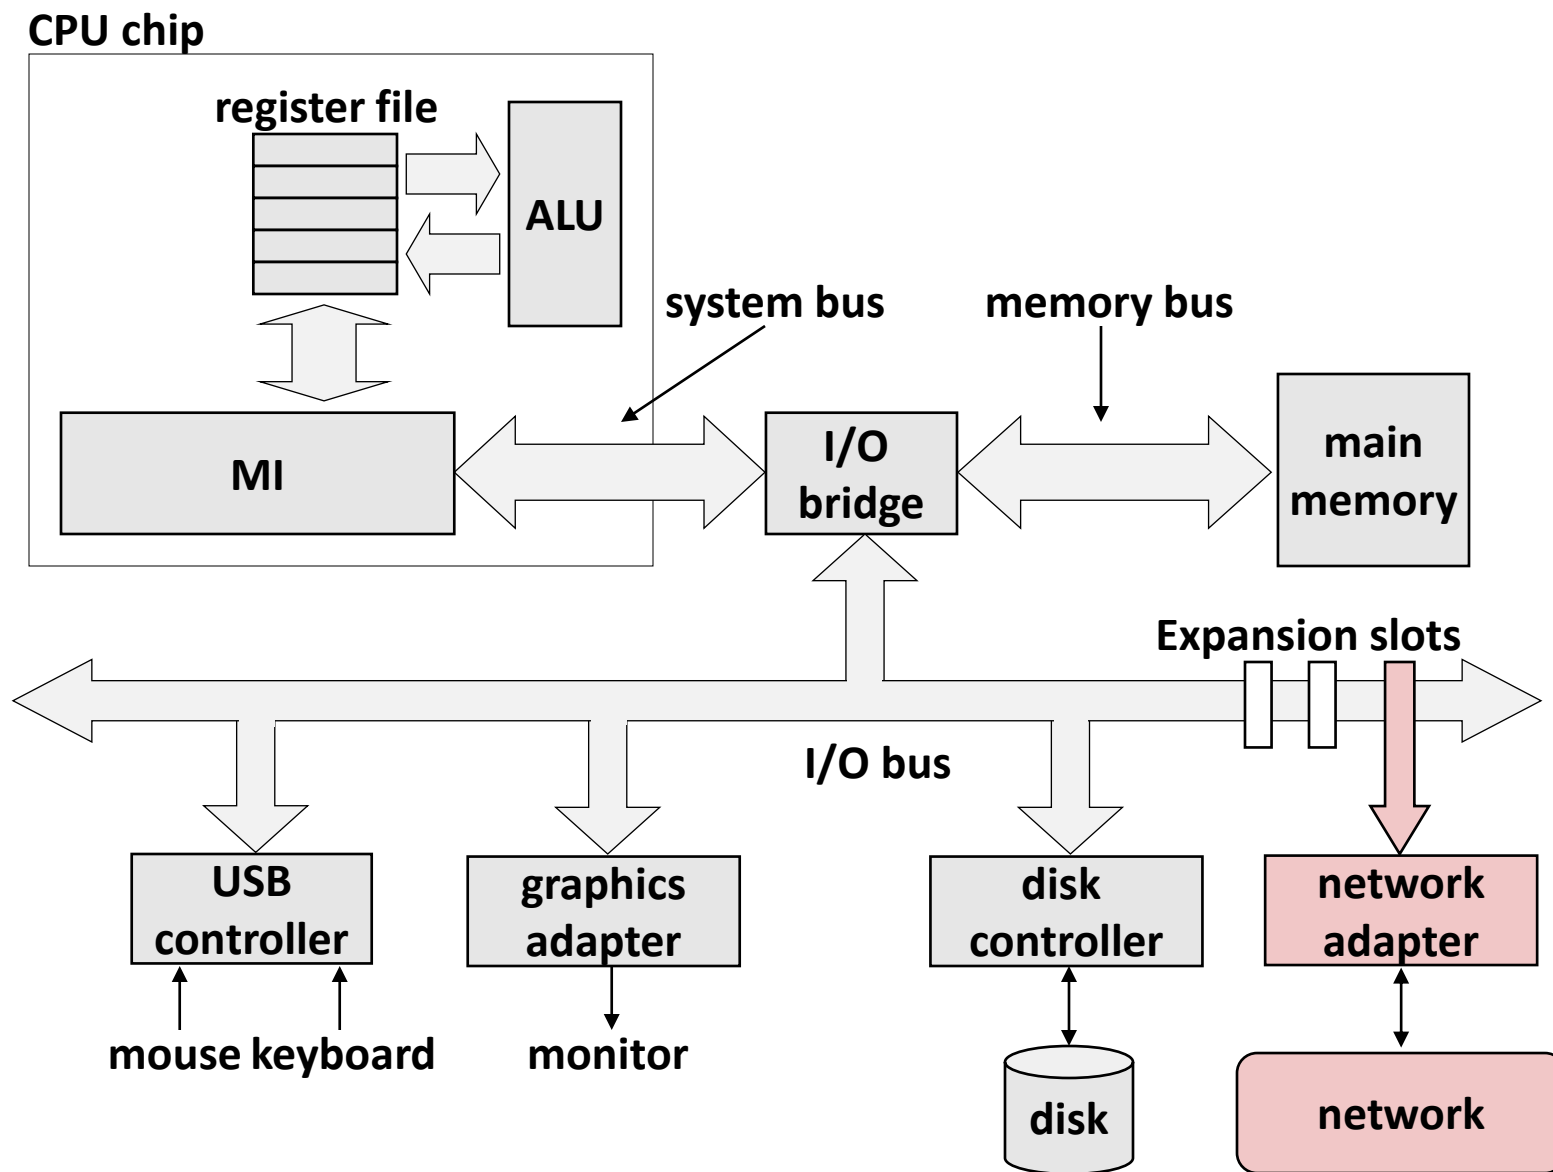 CPU chip
register file
ALU
system bus
memory bus
MI
I/O
bridge
main
memory
Expansion slots
I/O bus
USB
controller
graphics
adapter
disk
controller
network
adapter
mouse keyboard
monitor
disk
network